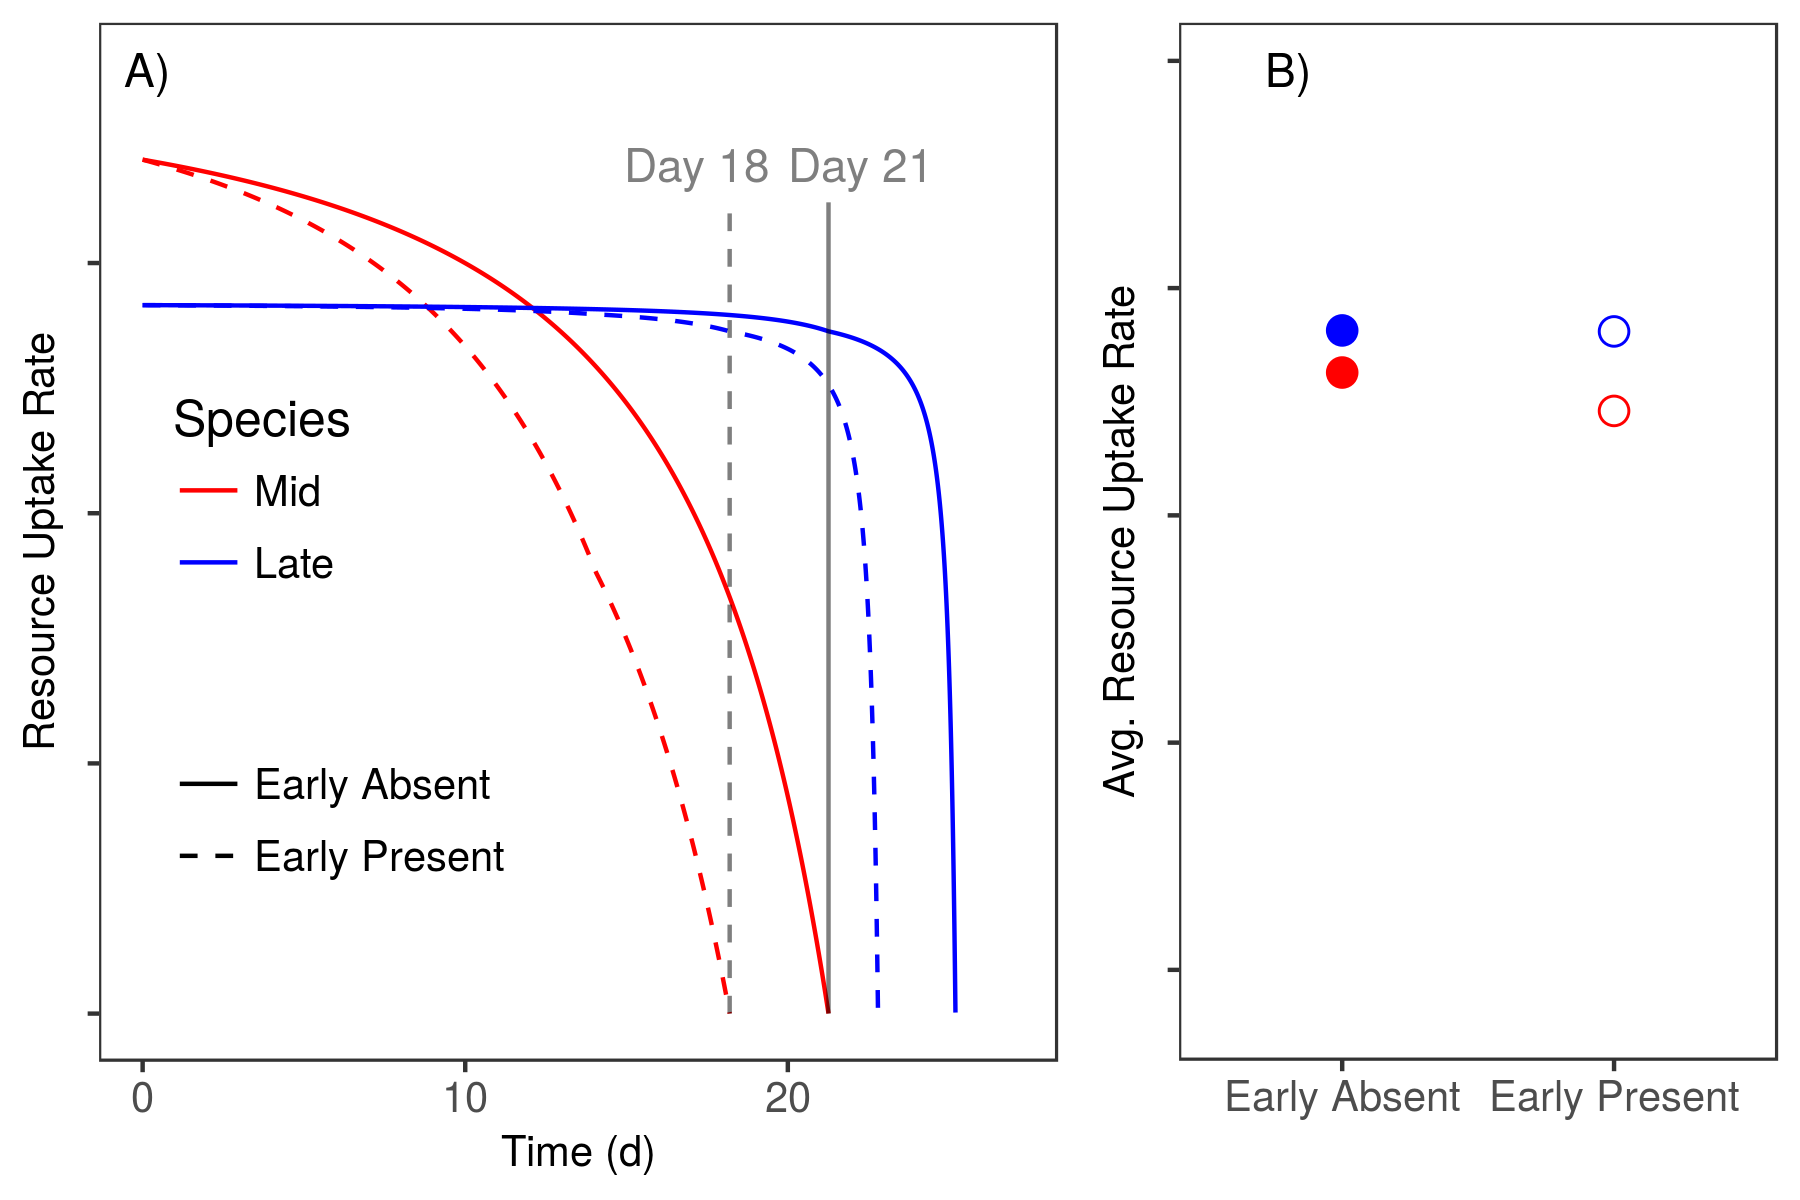 A)
Day 18
Day 21
Resource Uptake Rate
Species
Mid
Late
Early Absent
Early Present
0
10
20
Time (d)
B)
Avg. Resource Uptake Rate
Early Absent
Early Present